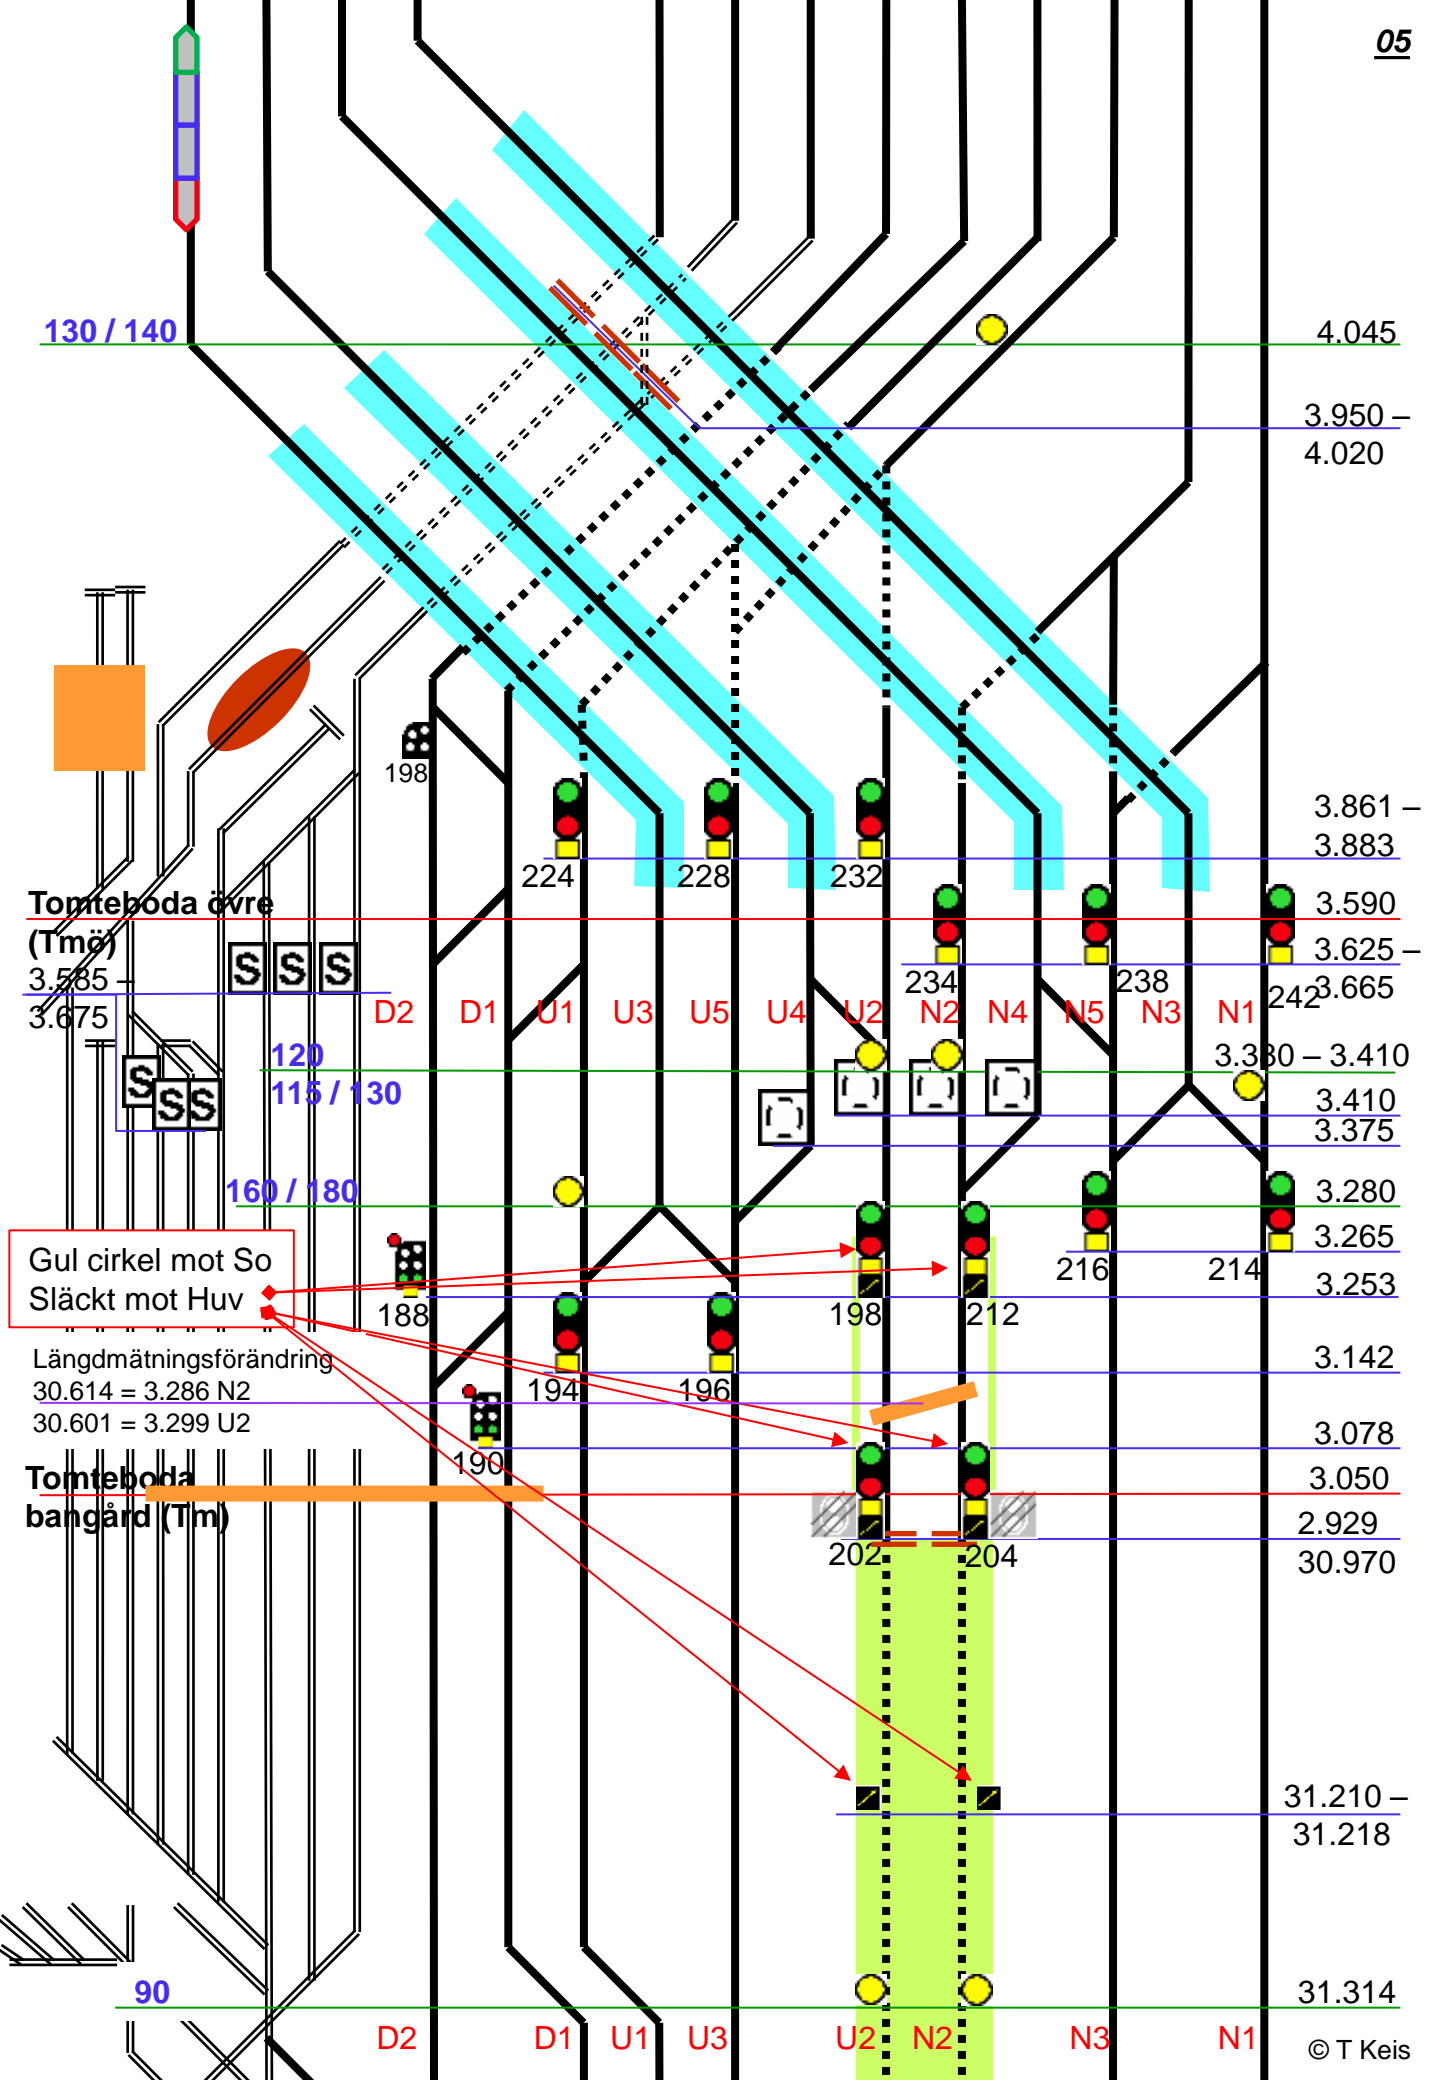 05
130 / 140
4.045
3.950 –
4.020
198
3.861 –
3.883
224
228
232
Tomteboda övre
(Tmö)
3.590
3.585 –
3.675
S S S
234
238
242
3.625 –
3.665
D2 D1 U1 U3 U5 U4 U2 N2 N4 N5 N3 N1
120
3.380 – 3.410
115 / 130
S
S S
3.410
3.375
160 / 180
3.280
3.265
216
214
Gul cirkel mot So
Släckt mot Huv
188
198
212
3.253
Längdmätningsförändring
30.614 = 3.286 N2
30.601 = 3.299 U2
194
196
3.142
190
3.078
Tomteboda
bangård (Tm)
3.050
2.929
202
204
30.970
31.210 –
31.218
90
31.314
D2 D1 U1 U3 U2 N2 N3 N1
© T Keis